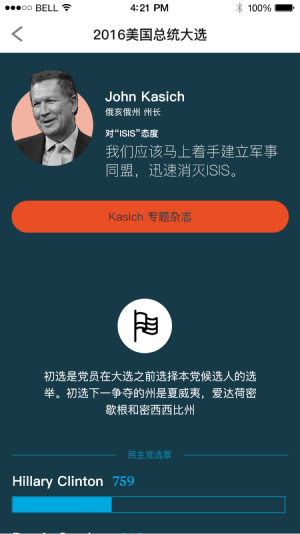 BELL 4:21 PM 100%
2016美国总统大选
John Kasich
俄亥俄州 州长
对“ISIS”态度
我们应该马上着手建立军事
同盟，迅速消灭ISIS。
Kasich 专题杂志
初选是党员在大选之前选择本党候选人的选
举。初选下一争夺的州是夏威夷，爱达荷密
歇根和密西西比州
民主党选票
Hillary Clinton 759